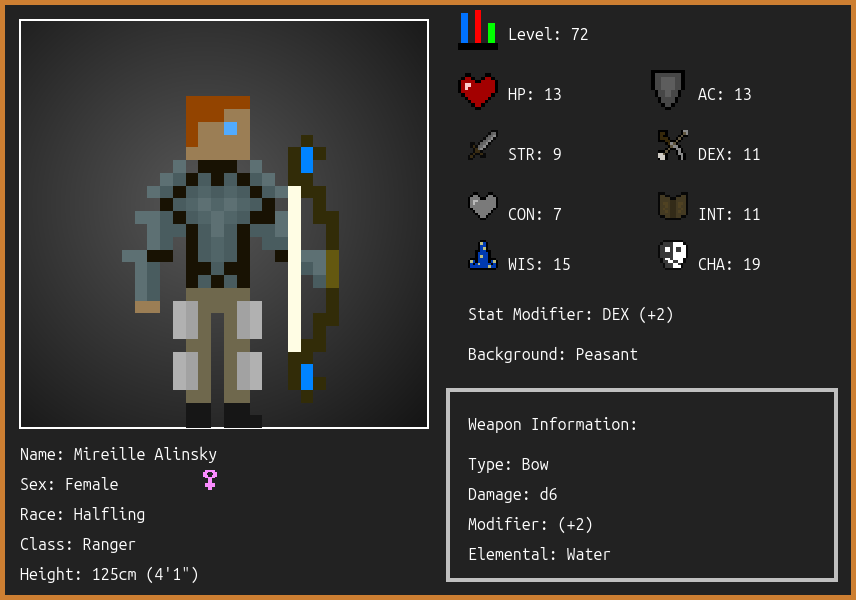 Level: 72
HP: 13
AC: 13
STR: 9
DEX: 11
CON: 7
INT: 11
WIS: 15
CHA: 19
Stat Modifier: DEX (+2)
Background: Peasant
Weapon Information:
Type: Bow
Damage: d6
Modifier: (+2)
Elemental: Water
Name: Mireille Alinsky
Sex: Female
Race: Halfling
Class: Ranger
Height: 125cm (4'1")